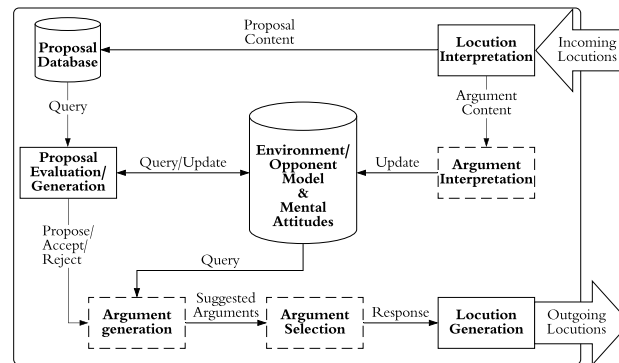 Proposal
Content
Proposal
Database
Locution
Interpretation
Incoming
Locutions
Query
Argument
Content
Proposal
Evaluation/
Generation
Query/Update
Environment/
Opponent
Model
&
Mental
Attitudes
Update
Argument
Interpretation
Propose/
Accept/
Reject
Query
Argument
generation
Suggested
Arguments
Argument
Selection
Response
Locution
Generation
Outgoing
Locutions